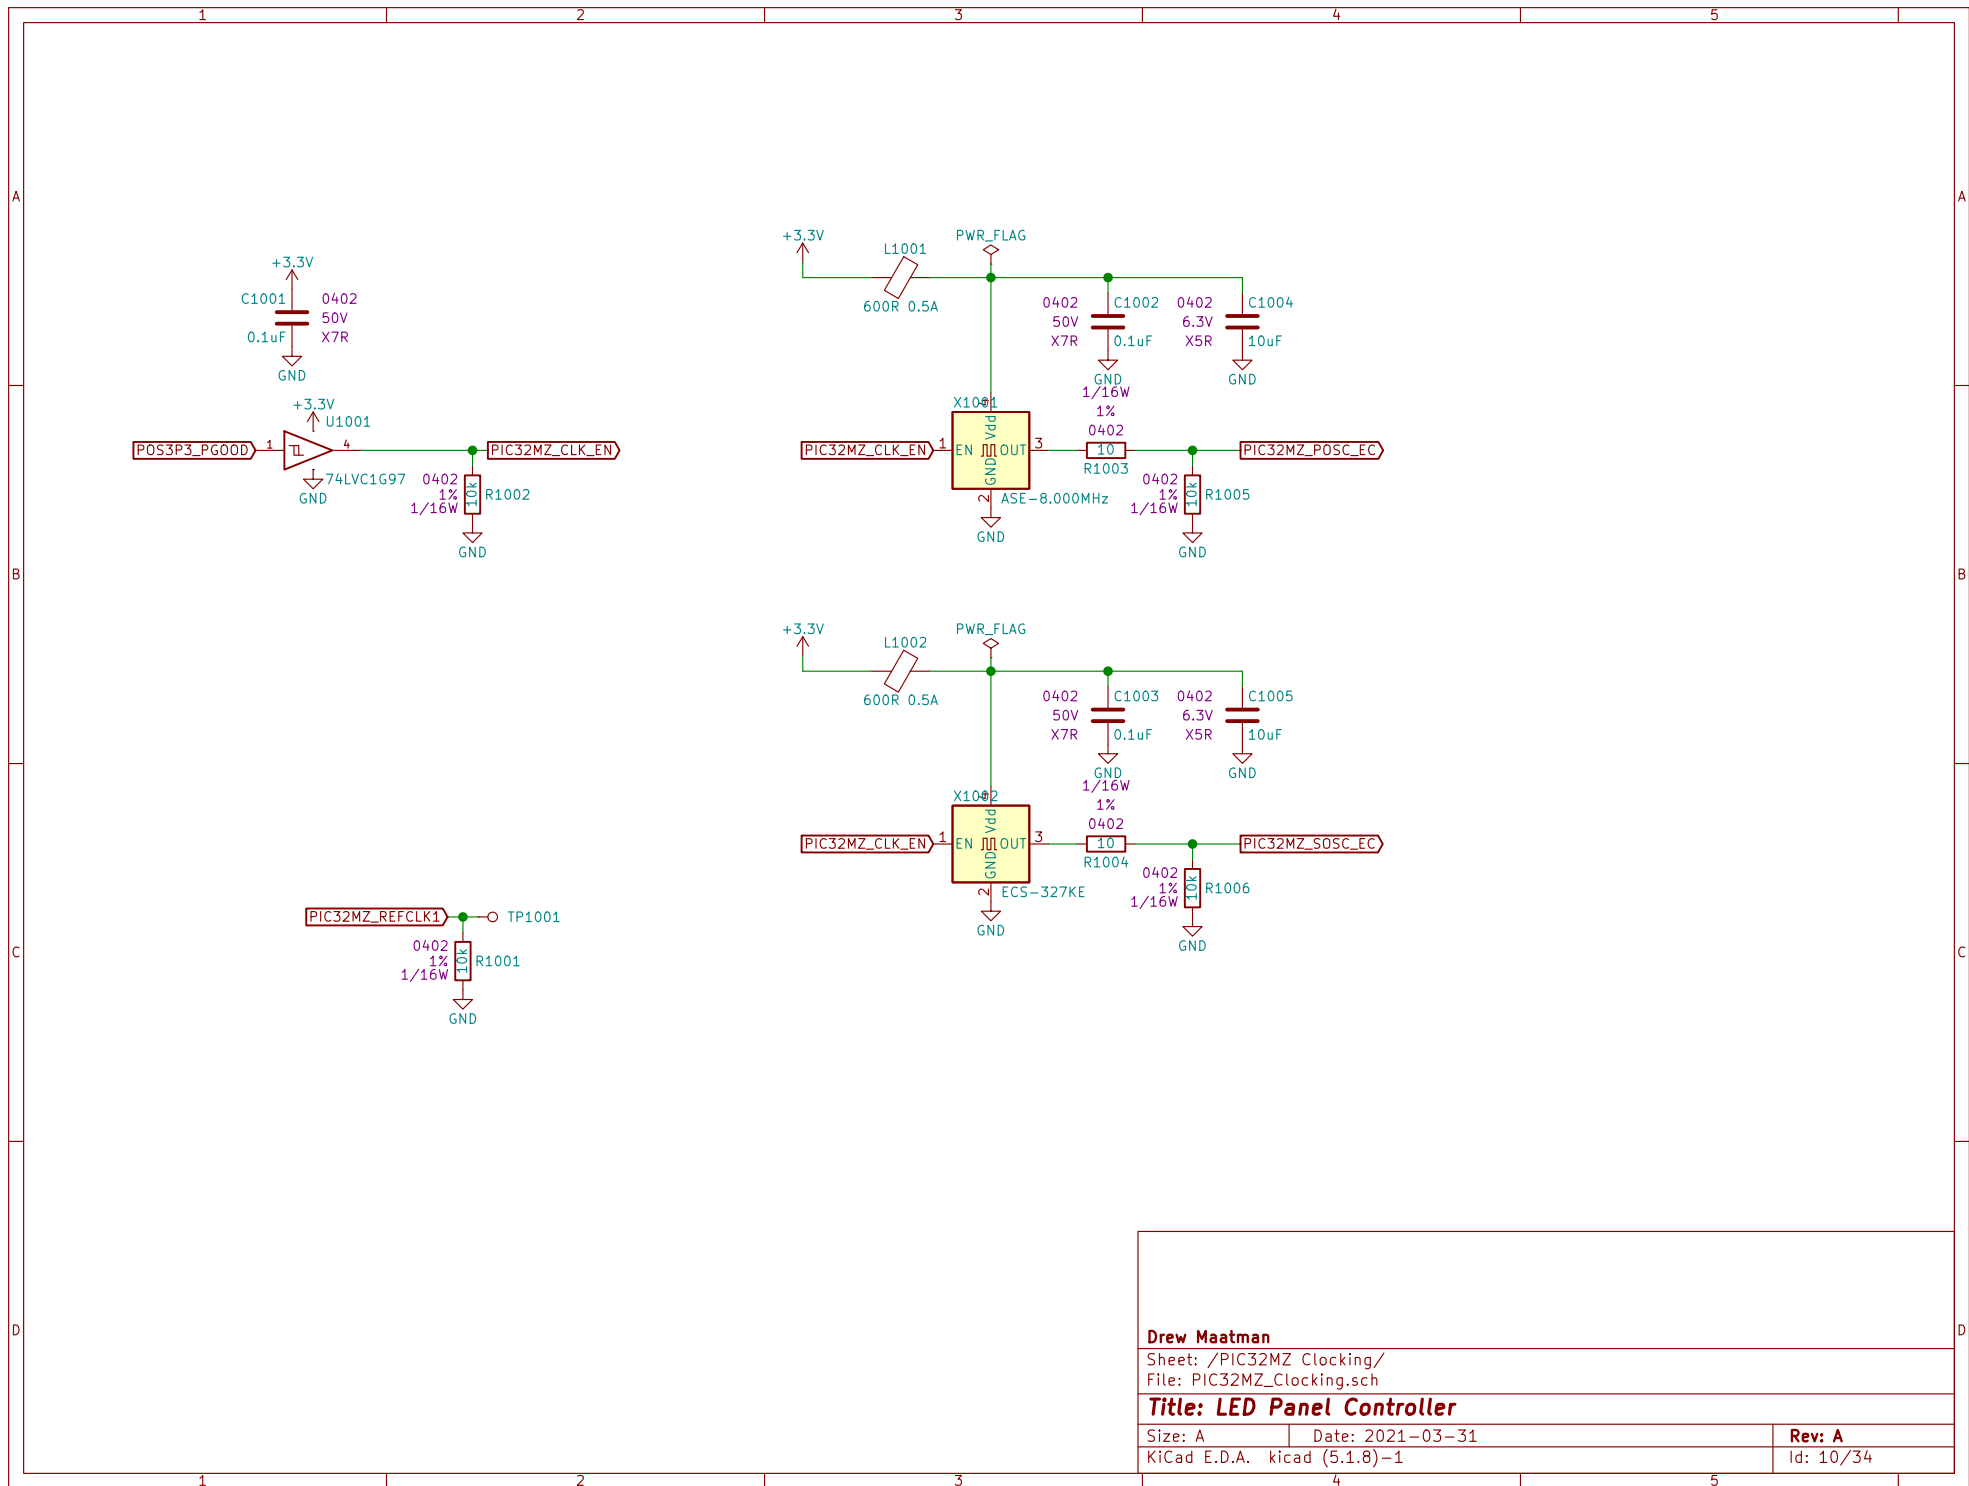 1 2 3 4 5
A A
B B
C C
D D
+3.3V
C1001 0402
50V
0.1uF X7R
GND
+3.3V
U1001
POS3P3_PGOOD 1 4 PIC32MZ_CLK_EN
74LVC1G97
GND
0402
1% 10k R1002
1/16W
GND
+3.3V L1001 PWR_FLAG
600R 0.5A
0402 C1002 0402 C1004
50V 6.3V
X7R 0.1uF X5R 10uF
GND GND
1/16W
1%
0402
X1001 4
PIC32MZ_CLK_EN 1 EN Vdd GND OUT 3 10 PIC32MZ_POSC_EC
R1003
2 ASE-8.000MHz
GND
0402
1% 10k R1005
1/16W
GND
+3.3V L1002 PWR_FLAG
600R 0.5A
0402 C1003 0402 C1005
50V 6.3V
X7R 0.1uF X5R 10uF
GND GND
1/16W
1%
0402
X1002 4
PIC32MZ_CLK_EN 1 EN Vdd GND OUT 3 10 PIC32MZ_SOSC_EC
R1004
2 ECS-327KE
GND
0402
1% 10k R1006
1/16W
GND
PIC32MZ_REFCLK1 TP1001
0402
1% 10k R1001
1/16W
GND
Drew Maatman
Sheet: /PIC32MZ Clocking/
File: PIC32MZ_Clocking.sch
Title: LED Panel Controller
Size: A Date: 2021-03-31 Rev: A
KiCad E.D.A. kicad (5.1.8)-1 Id: 10/34
1 2 3 4 5